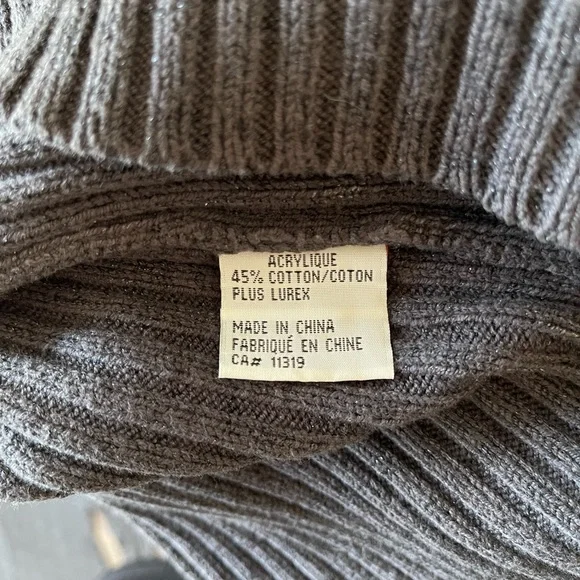 ACRYLIQUE
45% COTTON/COTON
PLUS LUREX
MADE IN CHINA
FABRIQUÉ EN CHINE
CA# 11319